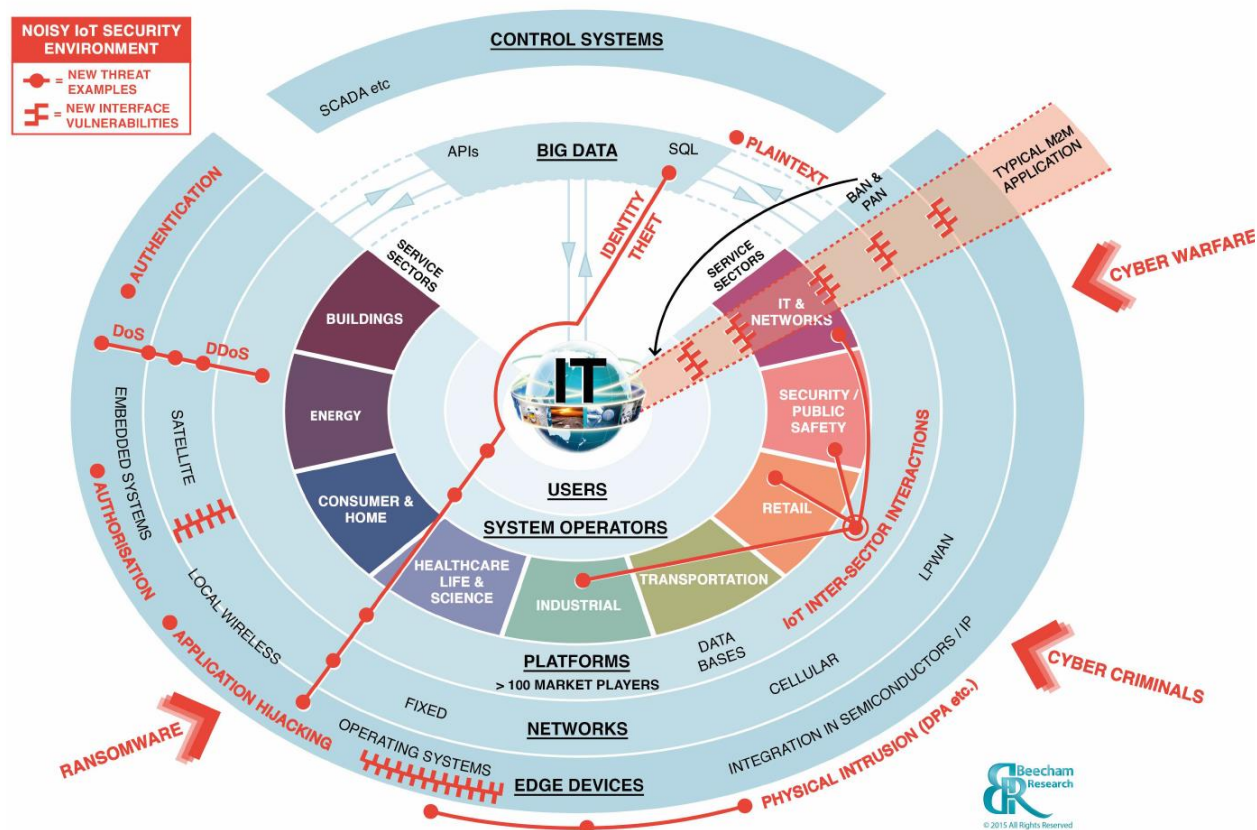 NOISY IoT SECURITY
ENVIRONMENT
= NEW THREAT
EXAMPLES
= NEW INTERFACE
VULNERABILITIES
CONTROL SYSTEMS
SCADA etc
APIs
BIG DATA
SQL
PLAINTEXT
TYPICAL M2M
APPLICATION
BAN &
PAN
AUTHENTICATION
IDENTITY
THEFT
SERVICE
SECTORS
SERVICE
SECTORS
CYBER WARFARE
BUILDINGS
IT &
NETWORKS
DoS
DDoS
IT
ENERGY
SECURITY /
PUBLIC
SAFETY
EMBEDDED SYSTEMS
SATELLITE
AUTHORISATION
CONSUMER &
HOME
USERS
RETAIL
SYSTEM OPERATORS
IoT INTER-SECTOR INTERACTIONS
LPWAN
HEALTHCARE
LIFE &
SCIENCE
INDUSTRIAL
TRANSPORTATION
LOCAL WIRELESS
PLATFORMS
> 100 MARKET PLAYERS
DATA
BASES
CELLULAR
FIXED
NETWORKS
APPLICATION HIJACKING
RANSOMWARE
OPERATING SYSTEMS
EDGE DEVICES
INTEGRATION IN SEMICONDUCTORS / IP
PHYSICAL INTRUSION (DPA etc.)
CYBER CRIMINALS
BR
Beecham
Research
© 2015 All Rights Reserved